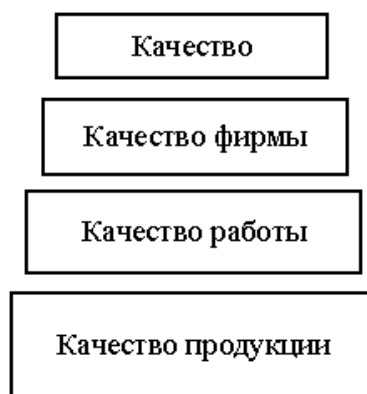 Качество
Качество фирмы
Качество работы
Качество продукции